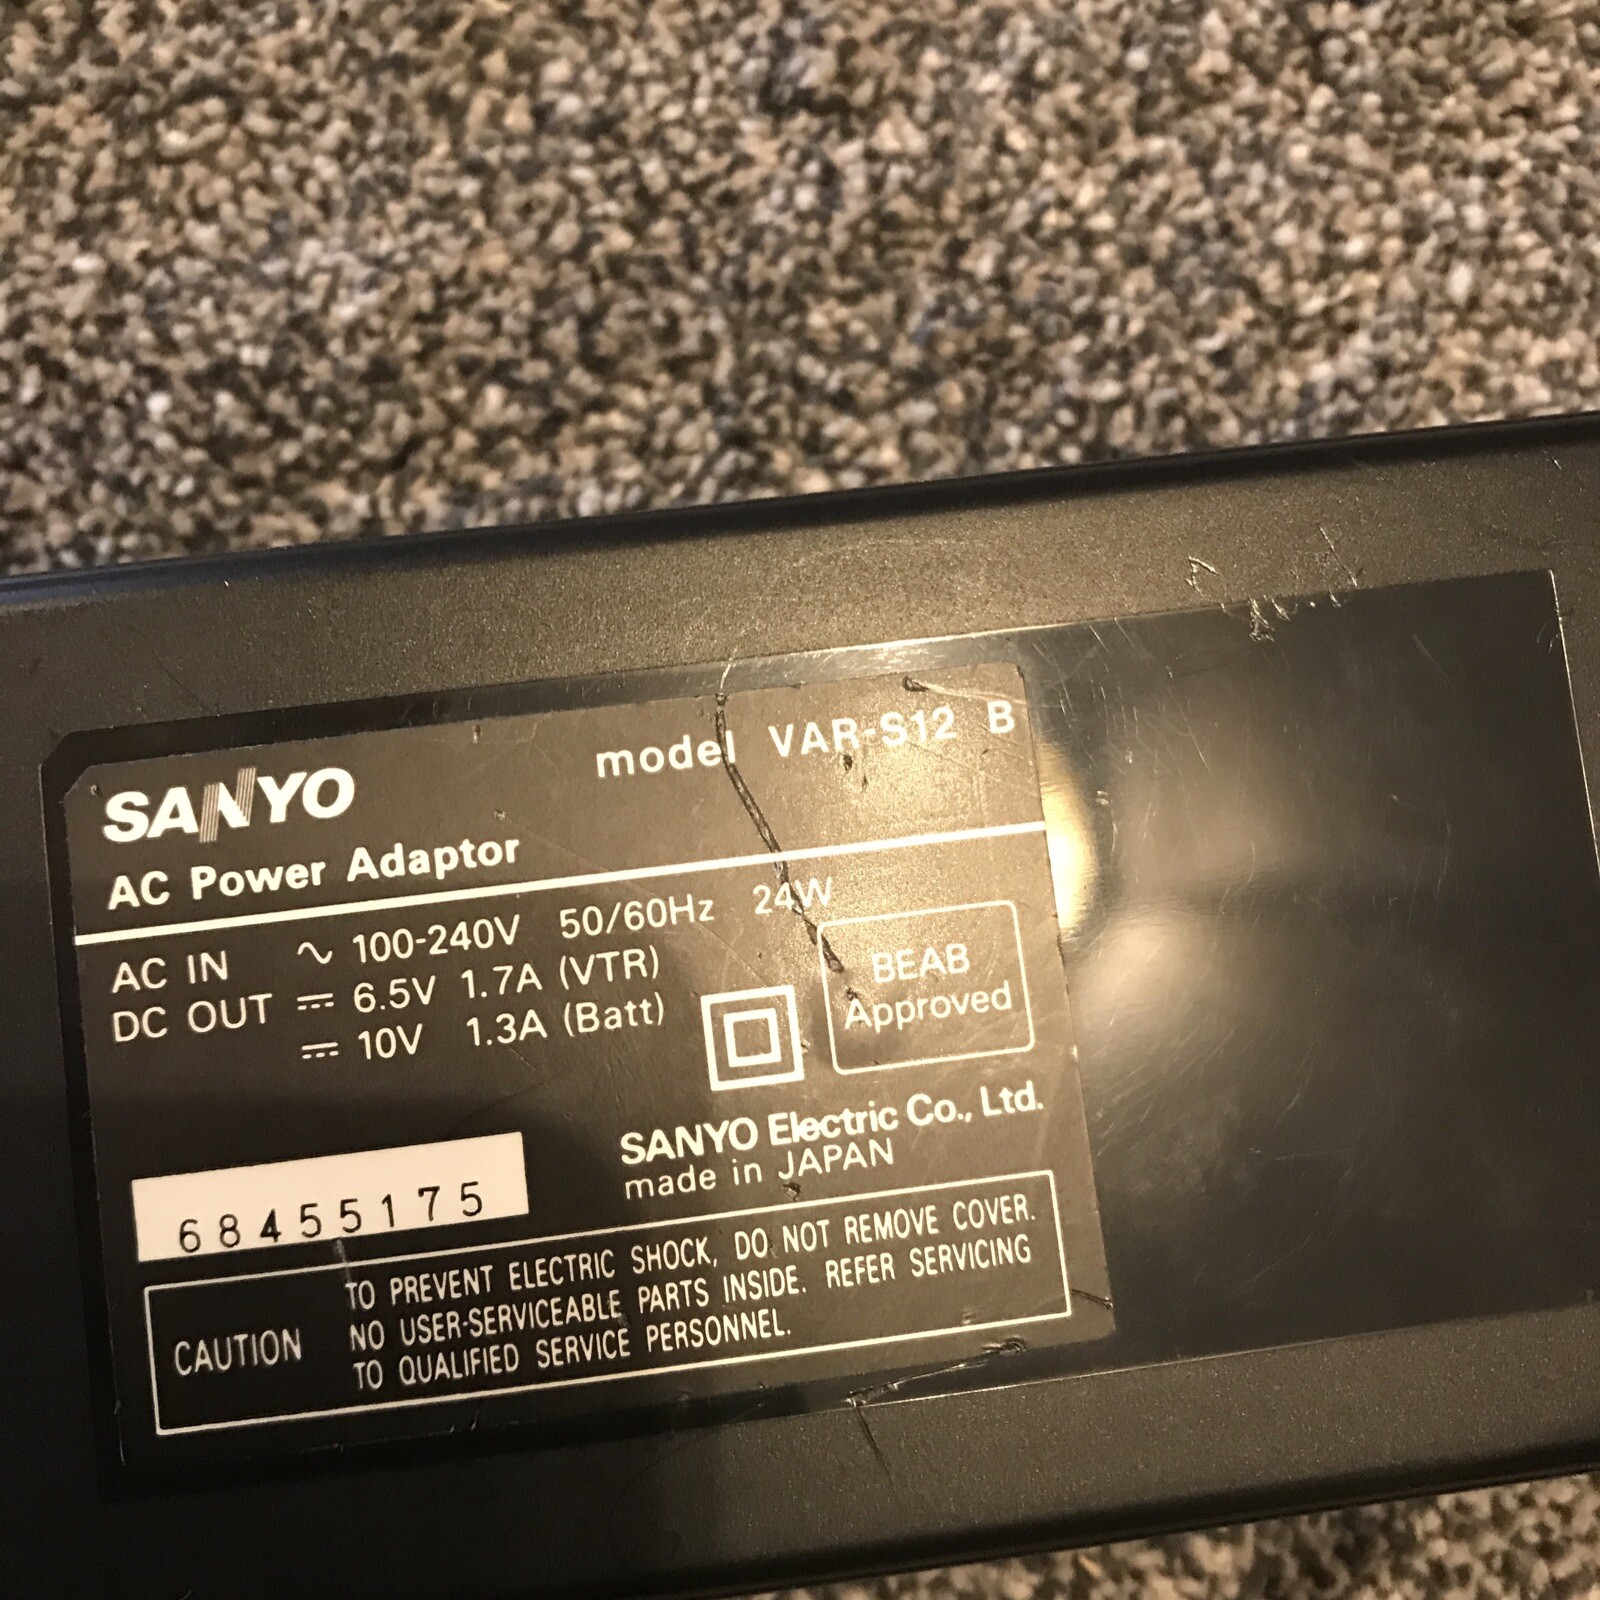 SANYO
model VAR-S12 B
AC Power Adaptor
AC IN ∿ 100-240V 50/60Hz 24W
DC OUT ⎓ 6.5V 1.7A (VTR)
⎓ 10V 1.3A (Batt)
BEAB
Approved
SANYO Electric Co., Ltd.
made in JAPAN
68455175
CAUTION
TO PREVENT ELECTRIC SHOCK, DO NOT REMOVE COVER.
NO USER-SERVICEABLE PARTS INSIDE. REFER SERVICING
TO QUALIFIED SERVICE PERSONNEL.